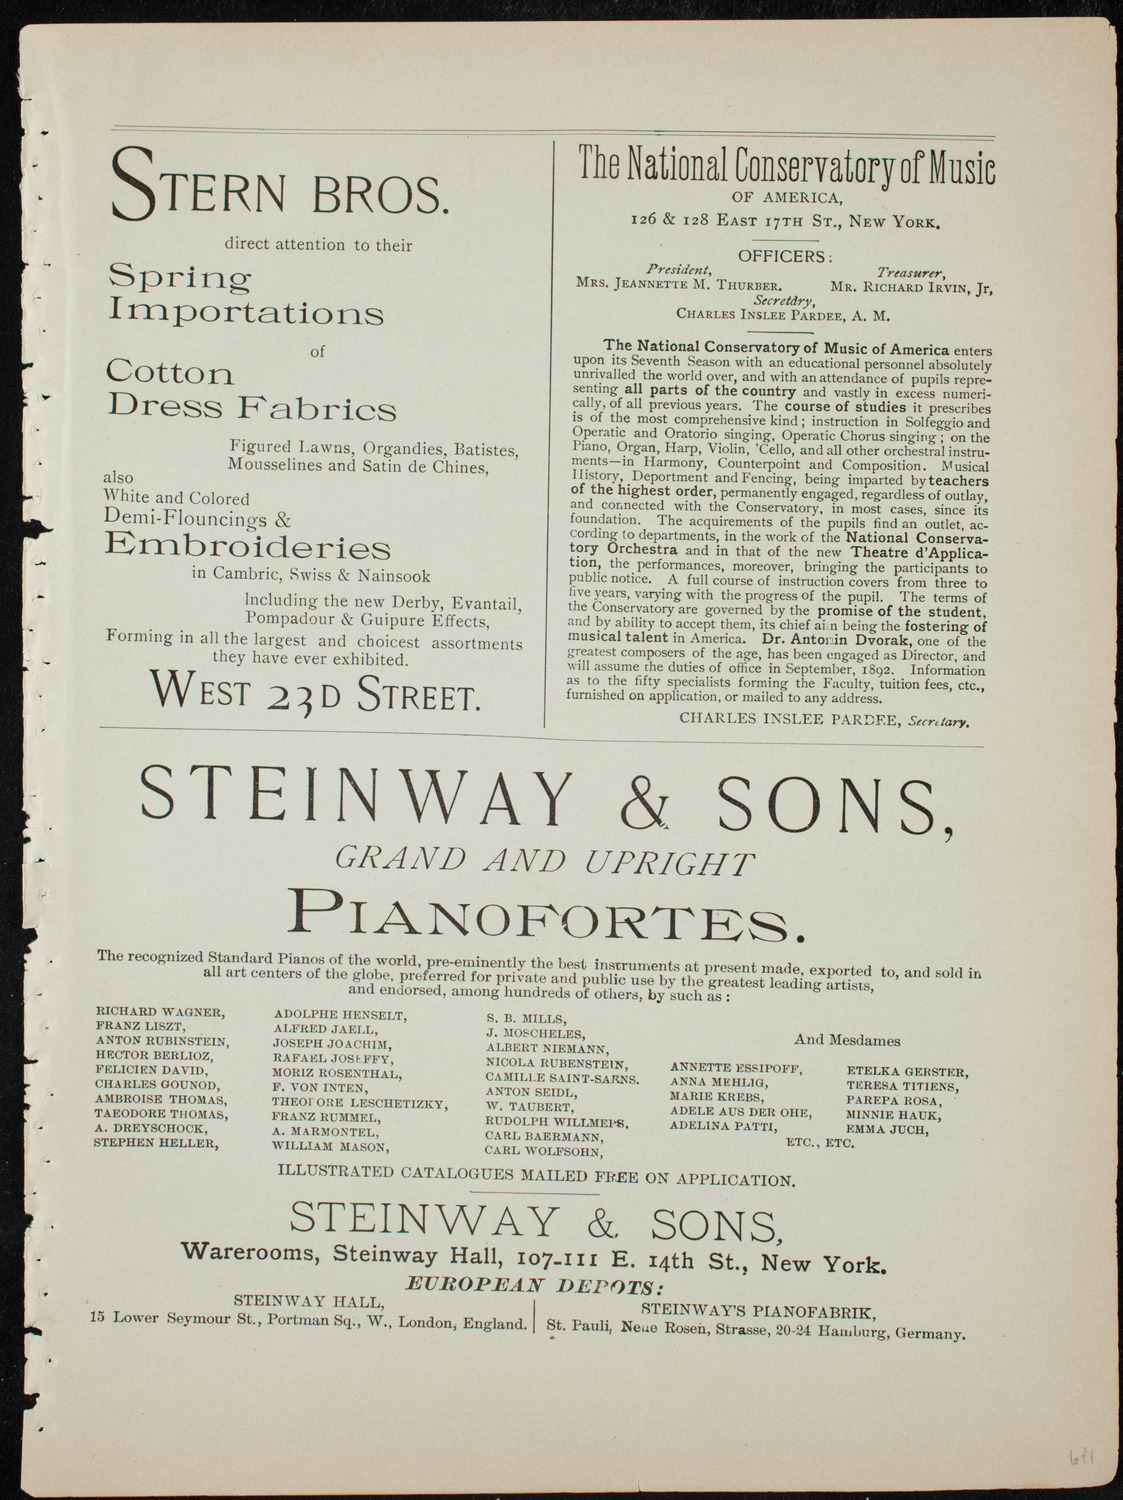 STERN BROS.
direct attention to their
Spring
Importations
of
Cotton
Dress Fabrics
Figured Lawns, Organdies, Batistes,
Mousselines and Satin de Chines,
also
White and Colored
Demi-Flouncings &
Embroideries
in Cambric, Swiss & Nainsook
Including the new Derby, Evantail,
Pompadour & Guipure Effects,
Forming in all the largest and choicest assortments
they have ever exhibited.
WEST 23D STREET.
The National Conservatory of Music
OF AMERICA,
126 & 128 EAST 17TH ST., NEW YORK.
OFFICERS:
President,
MRS. JEANNETTE M. THURBER.
Treasurer,
MR. RICHARD IRVIN, Jr,
Secretary,
CHARLES INSLEE PARDEE, A. M.
The National Conservatory of Music of America enters
upon its Seventh Season with an educational personnel absolutely
unrivalled the world over, and with an attendance of pupils repre-
senting all parts of the country and vastly in excess numeri-
cally, of all previous years. The course of studies it prescribes
is of the most comprehensive kind; instruction in Solfeggio and
Operatic and Oratorio singing, Operatic Chorus singing; on the
Piano, Organ, Harp, Violin, 'Cello, and all other orchestral instru-
ments—in Harmony, Counterpoint and Composition. Musical
History, Deportment and Fencing, being imparted by teachers
of the highest order, permanently engaged, regardless of outlay,
and connected with the Conservatory, in most cases, since its
foundation. The acquirements of the pupils find an outlet, ac-
cording to departments, in the work of the National Conserva-
tory Orchestra and in that of the new Theatre d'Applica-
tion, the performances, moreover, bringing the participants to
public notice. A full course of instruction covers from three to
five years, varying with the progress of the pupil. The terms of
the Conservatory are governed by the promise of the student,
and by ability to accept them, its chief aim being the fostering of
musical talent in America. Dr. Antonin Dvorak, one of the
greatest composers of the age, has been engaged as Director, and
will assume the duties of office in September, 1892. Information
as to the fifty specialists forming the Faculty, tuition fees, etc.,
furnished on application, or mailed to any address.
CHARLES INSLEE PARDEE, Secretary.
STEINWAY & SONS,
GRAND AND UPRIGHT
PIANOFORTES.
The recognized Standard Pianos of the world, pre-eminently the best instruments at present made, exported to, and sold in
all art centers of the globe, preferred for private and public use by the greatest leading artists,
and endorsed, among hundreds of others, by such as:
RICHARD WAGNER,
FRANZ LISZT,
ANTON RUBINSTEIN,
HECTOR BERLIOZ,
FELICIEN DAVID,
CHARLES GOUNOD,
AMBROISE THOMAS,
TAEODORE THOMAS,
A. DREYSCHOCK,
STEPHEN HELLER,
ADOLPHE HENSELT,
ALFRED JAELL,
JOSEPH JOACHIM,
RAFAEL JOSEFFY,
MORIZ ROSENTHAL,
F. VON INTEN,
THEODORE LESCHETIZKY,
FRANZ RUMMEL,
A. MARMONTEL,
WILLIAM MASON,
S. B. MILLS,
J. MOSCHELES,
ALBERT NIEMANN,
NICOLA RUBENSTEIN,
CAMILLE SAINT-SAENS.
ANTON SEIDL,
W. TAUBERT,
RUDOLPH WILLMERS,
CARL BAERMANN,
CARL WOLFSOHN,
And Mesdames
ANNETTE ESSIPOFF,
ANNA MEHLIG,
MARIE KREBS,
ADELE AUS DER OHE,
ADELINA PATTI,
ETELKA GERSTER,
TERESA TITIENS,
PAREPA ROSA,
MINNIE HAUK,
EMMA JUCH,
ETC., ETC.
ILLUSTRATED CATALOGUES MAILED FREE ON APPLICATION.
STEINWAY & SONS,
Warerooms, Steinway Hall, 107-111 E. 14th St., New York.
EUROPEAN DEPOTS:
STEINWAY HALL,
15 Lower Seymour St., Portman Sq., W., London, England.
STEINWAY'S PIANOFABRIK,
St. Pauli, Neue Rosen, Strasse, 20-24 Hamburg, Germany.